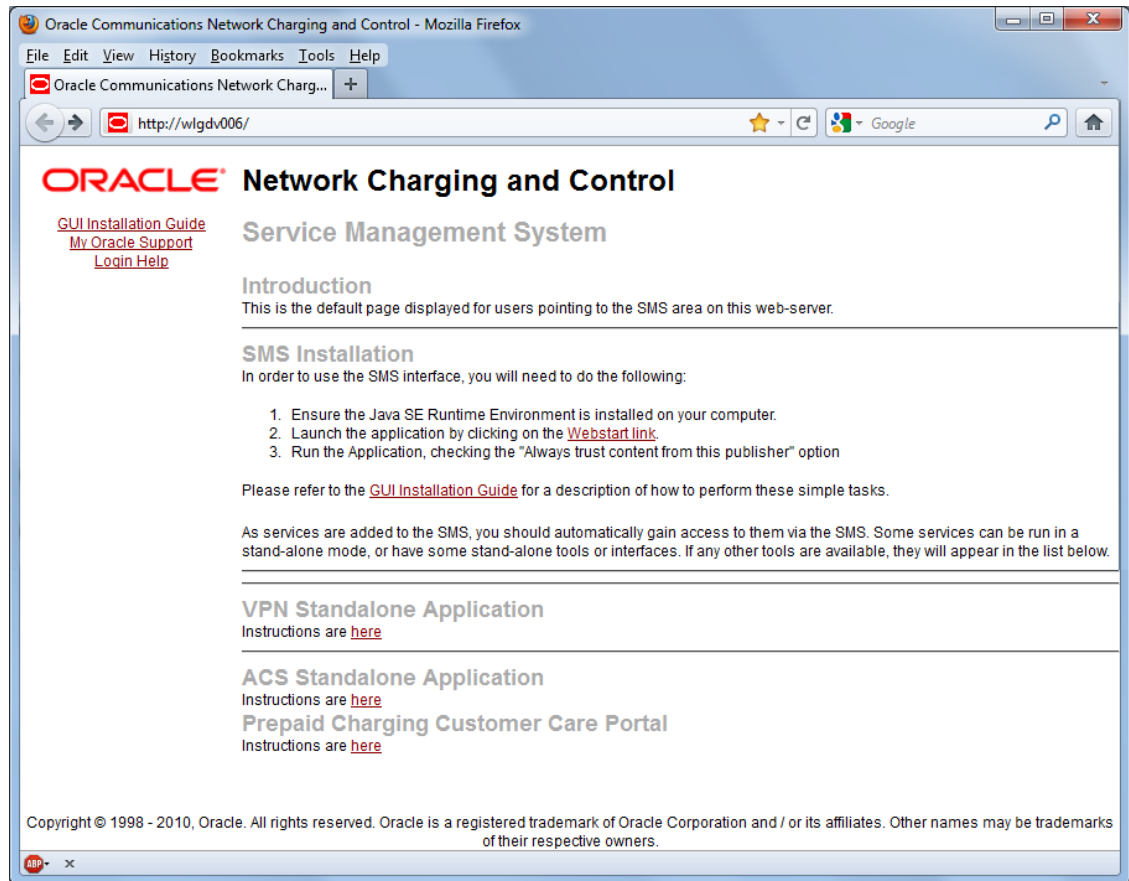 Oracle Communications Network Charging and Control - Mozilla Firefox
File Edit View History Bookmarks Tools Help
Oracle Communications Network Charg...
http://wlgdv006/
Google
ORACLE® Network Charging and Control
GUI Installation Guide
My Oracle Support
Login Help
Service Management System
Introduction
This is the default page displayed for users pointing to the SMS area on this web-server.
SMS Installation
In order to use the SMS interface, you will need to do the following:
1. Ensure the Java SE Runtime Environment is installed on your computer.
2. Launch the application by clicking on the Webstart link.
3. Run the Application, checking the "Always trust content from this publisher" option
Please refer to the GUI Installation Guide for a description of how to perform these simple tasks.
As services are added to the SMS, you should automatically gain access to them via the SMS. Some services can be run in a
stand-alone mode, or have some stand-alone tools or interfaces. If any other tools are available, they will appear in the list below.
VPN Standalone Application
Instructions are here
ACS Standalone Application
Instructions are here
Prepaid Charging Customer Care Portal
Instructions are here
Copyright © 1998 - 2010, Oracle. All rights reserved. Oracle is a registered trademark of Oracle Corporation and / or its affiliates. Other names may be trademarks
of their respective owners.
ABP